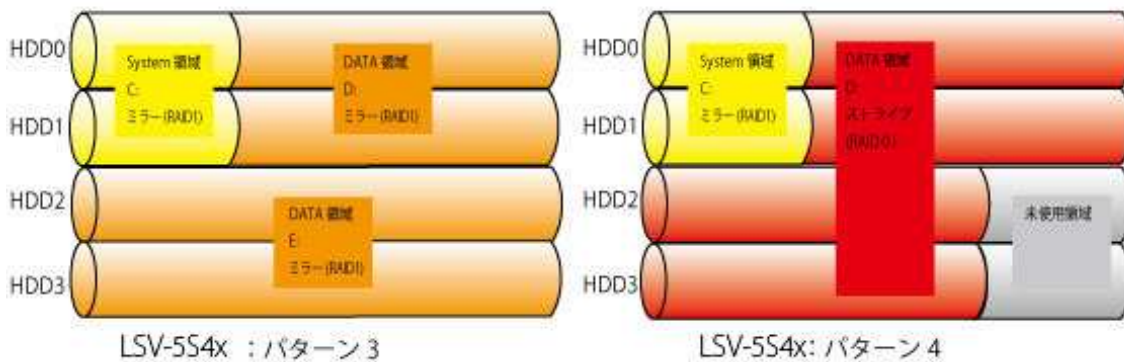 HDD0
HDD1
HDD2
HDD3
System 領域
C:
ミラー(RAID1)
DATA 領域
D:
ミラー(RAID1)
DATA 領域
E:
ミラー(RAID1)
LSV-5S4x :パターン3
HDD0
HDD1
HDD2
HDD3
System 領域
C:
ミラー(RAID1)
DATA 領域
D:
ストライプ
(RAID0)
未使用領域
LSV-5S4x:パターン4